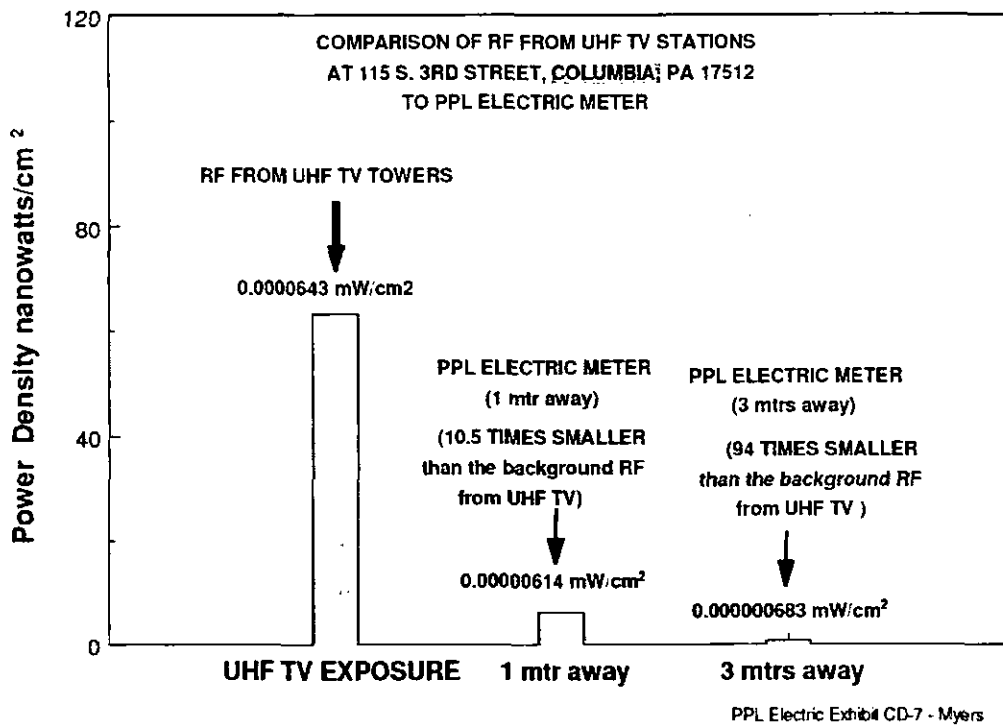 120
COMPARISON OF RF FROM UHF TV STATIONS
AT 115 S. 3RD STREET, COLUMBIA, PA 17512
TO PPL ELECTRIC METER
Power Density nanowatts/cm²
RF FROM UHF TV TOWERS
80
0.0000643 mW/cm2
PPL ELECTRIC METER
(1 mtr away)
(10.5 TIMES SMALLER
than the background RF
from UHF TV)
PPL ELECTRIC METER
(3 mtrs away)
(94 TIMES SMALLER
than the background RF
from UHF TV )
40
0.00000614 mW/cm²
0.000000683 mW/cm²
0
UHF TV EXPOSURE
1 mtr away
3 mtrs away
PPL Electric Exhibit CD-7 - Myers